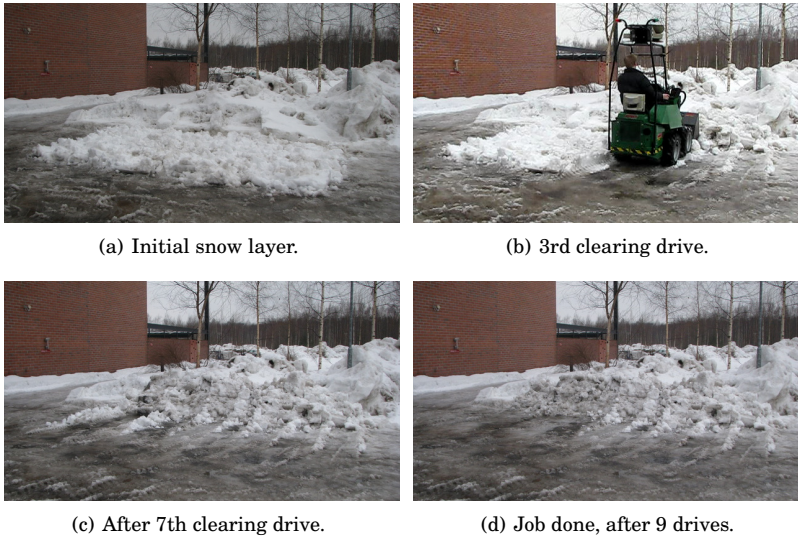 (a) Initial snow layer.
(b) 3rd clearing drive.
(c) After 7th clearing drive.
(d) Job done, after 9 drives.